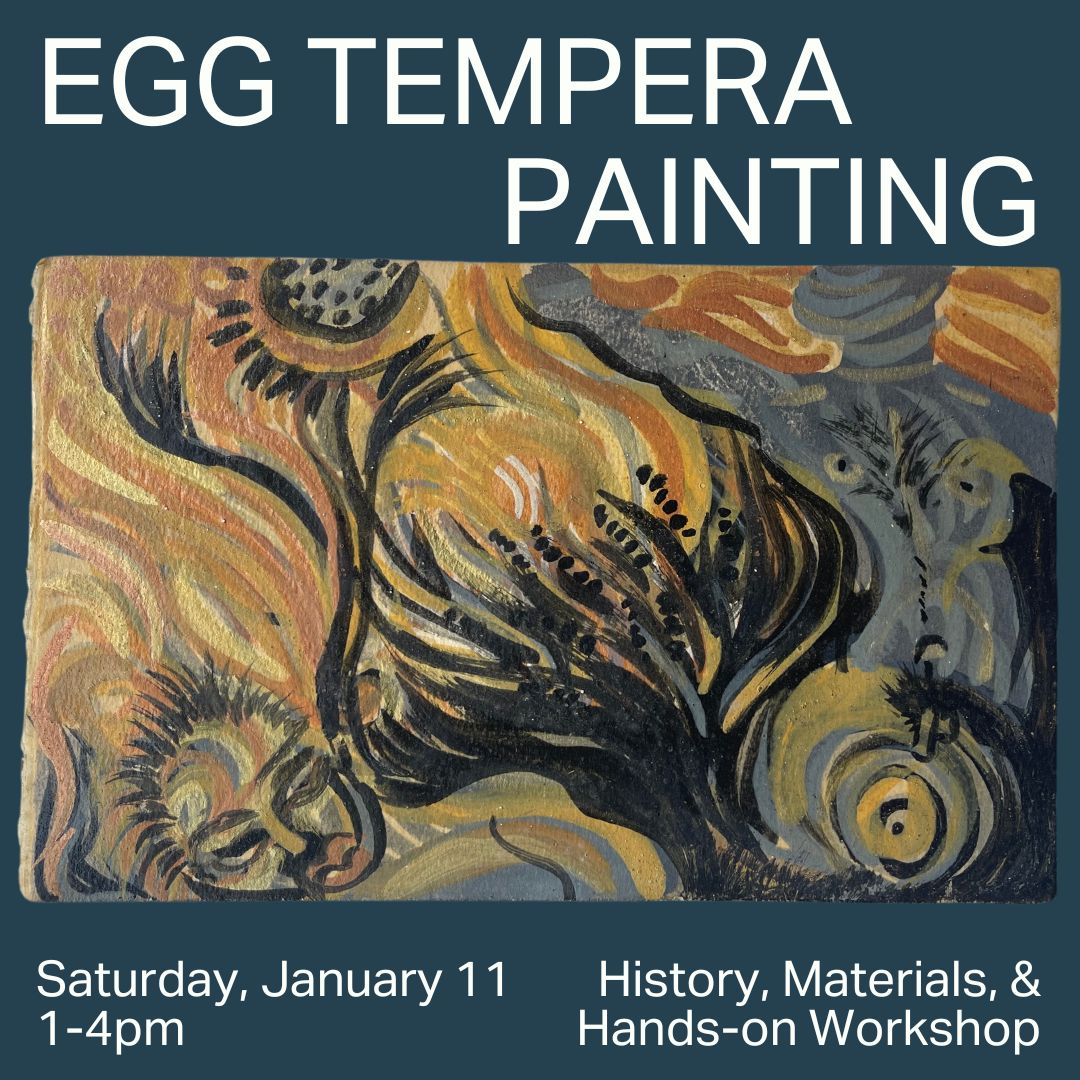 EGG TEMPERA
PAINTING
Saturday, January 11
1-4pm
History, Materials, &
Hands-on Workshop